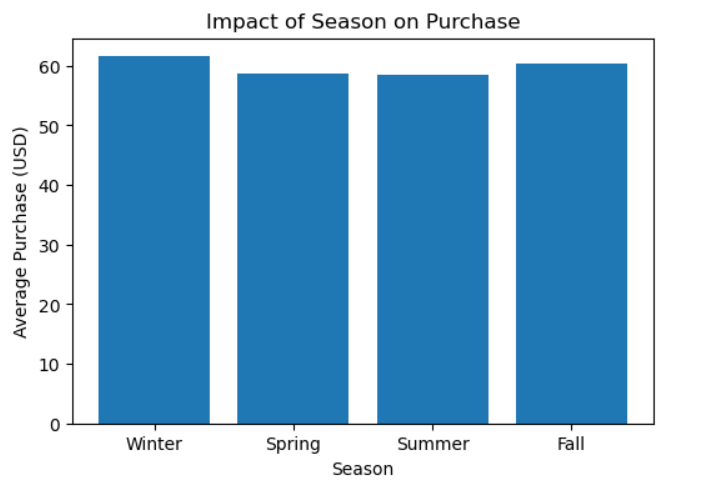 Impact of Season on Purchase
Average Purchase (USD)
60
50
40
30
20
10
0
Winter Spring Summer Fall
Season